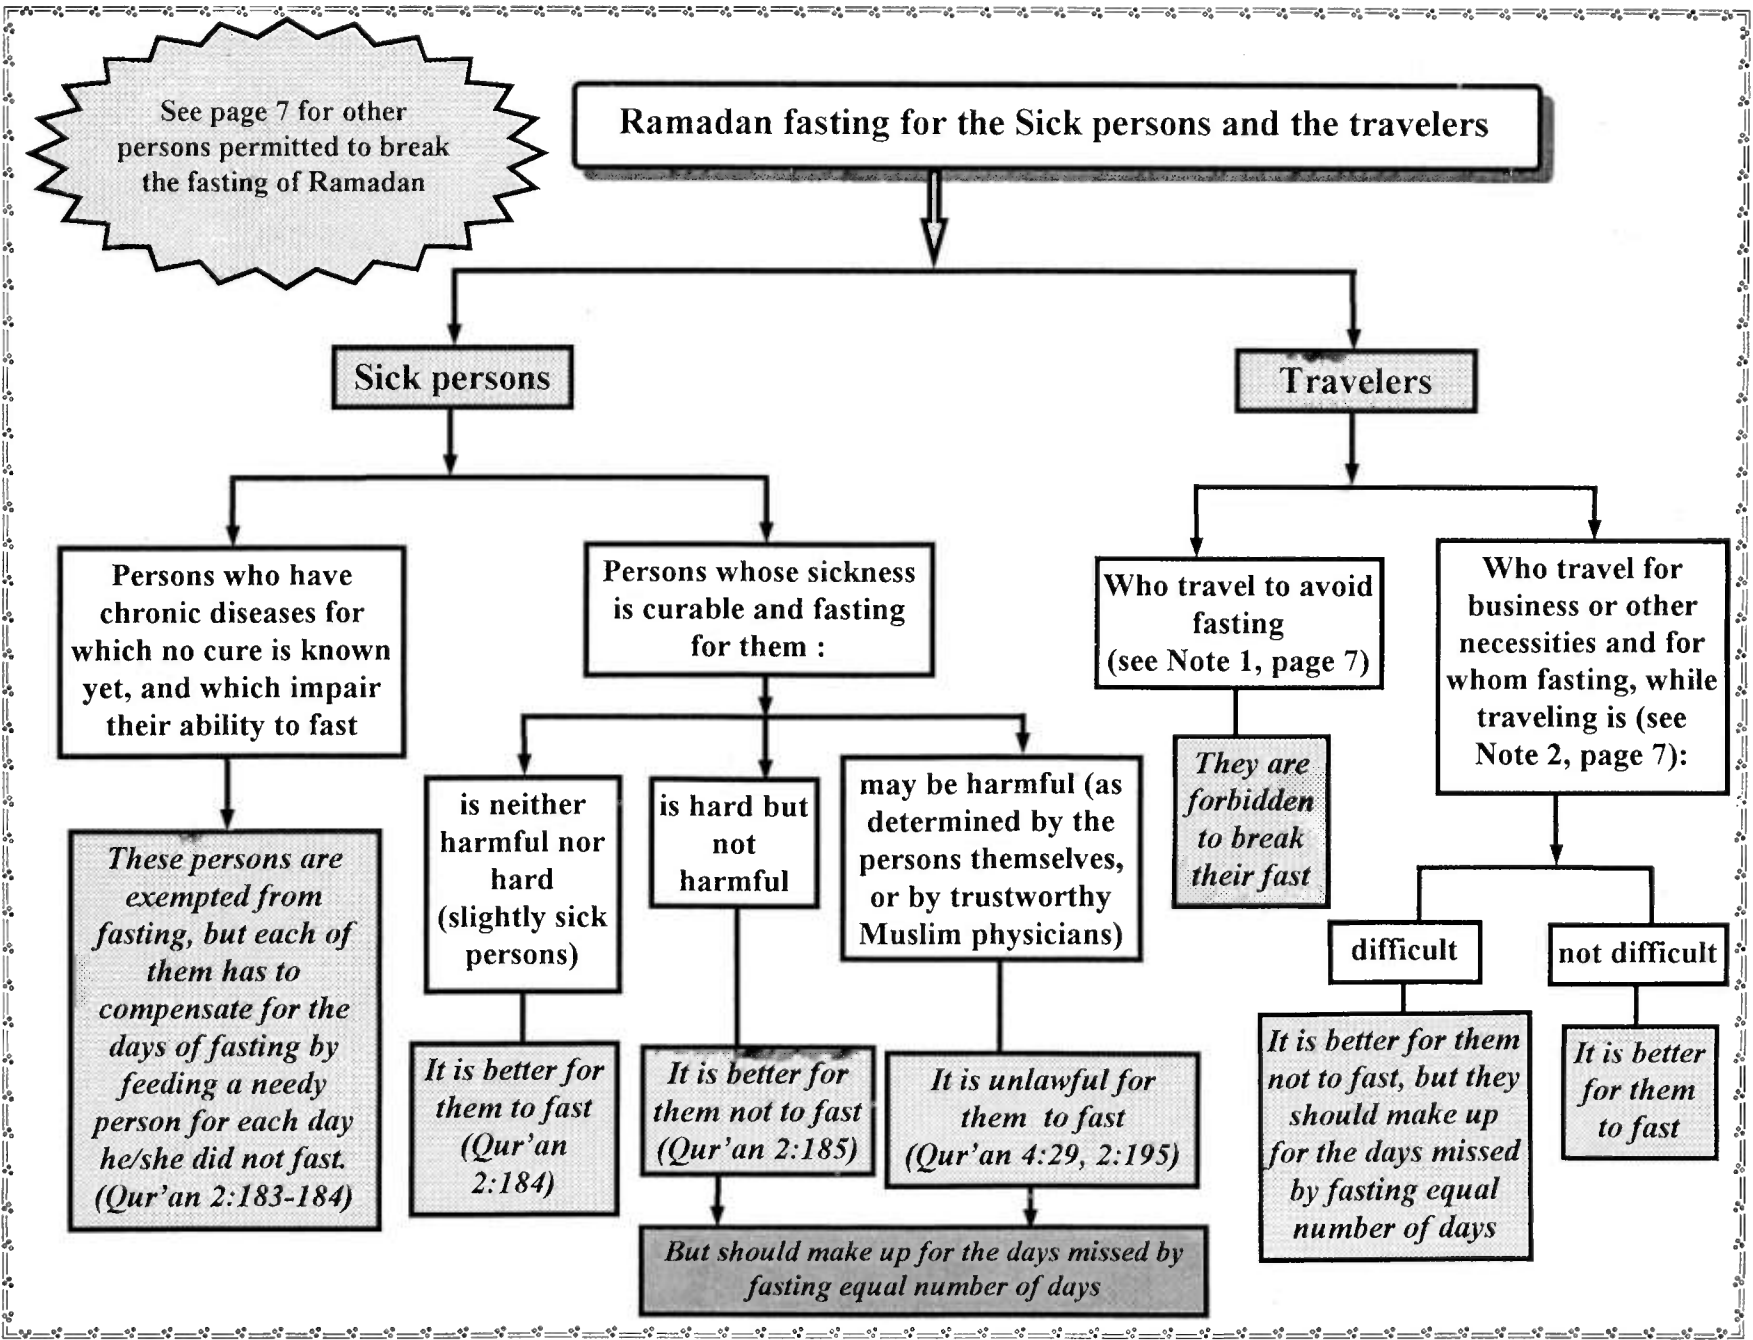 See page 7 for other
persons permitted to break
the fasting of Ramadan
Ramadan fasting for the Sick persons and the travelers
Sick persons
Travelers
Persons who have
chronic diseases for
which no cure is known
yet, and which impair
their ability to fast
Persons whose sickness
is curable and fasting
for them :
Who travel to avoid
fasting
(see Note 1, page 7)
Who travel for
business or other
necessities and for
whom fasting, while
traveling is (see
Note 2, page 7):
These persons are
exempted from
fasting, but each of
them has to
compensate for the
days of fasting by
feeding a needy
person for each day
he/she did not fast.
(Qur'an 2:183-184)
is neither
harmful nor
hard
(slightly sick
persons)
is hard but
not
harmful
may be harmful (as
determined by the
persons themselves,
or by trustworthy
Muslim physicians)
They are
forbidden
to break
their fast
difficult
not difficult
It is better for
them to fast
(Qur'an
2:184)
It is better for
them not to fast
(Qur'an 2:185)
It is unlawful for
them to fast
(Qur'an 4:29, 2:195)
It is better for them
not to fast, but they
should make up
for the days missed
by fasting equal
number of days
It is better
for them
to fast
But should make up for the days missed by
fasting equal number of days